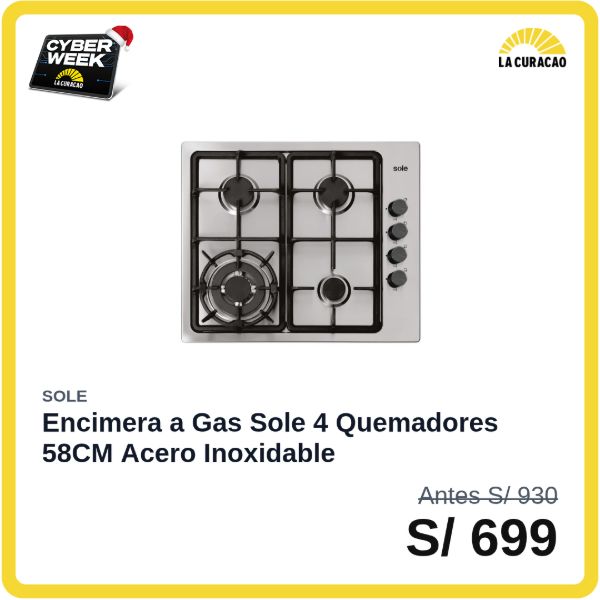 CYBER
WEEK
LA CURACAO
LA CURACAO
sole
SOLE
Encimera a Gas Sole 4 Quemadores
58CM Acero Inoxidable
Antes S/ 930
S/ 699